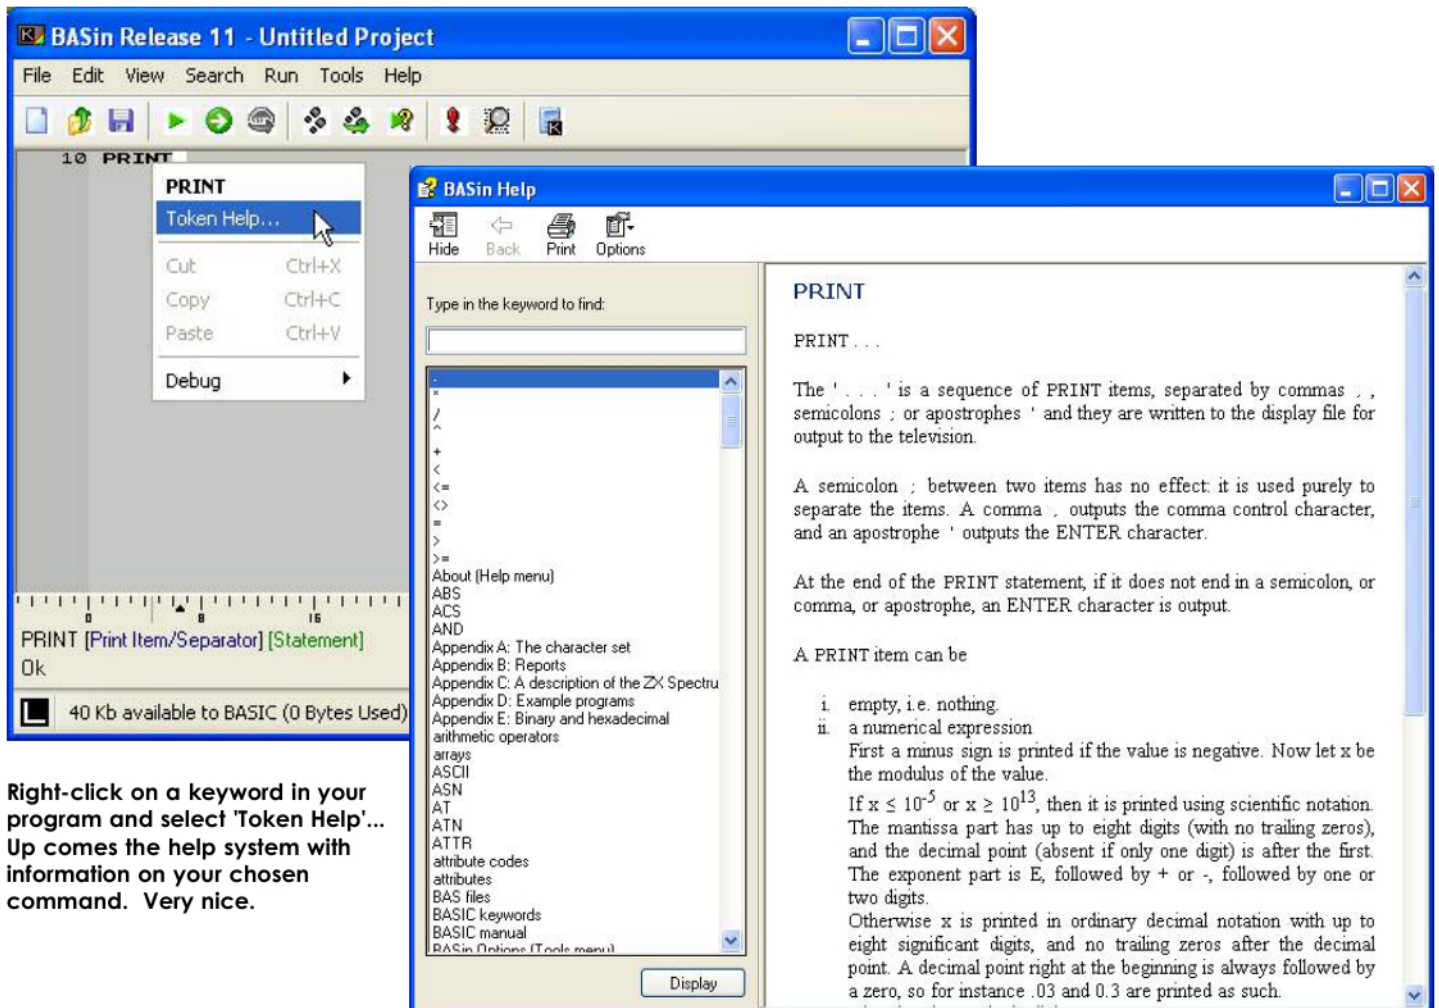 BASin Release 11 - Untitled Project
File Edit View Search Run Tools Help
10 PRINT
PRINT
Token Help...
Cut Ctrl+X
Copy Ctrl+C
Paste Ctrl+V
Debug
0 8 16
PRINT [Print Item/Separator] [Statement]
Ok
40 Kb available to BASIC (0 Bytes Used)
Right-click on a keyword in your
program and select 'Token Help'...
Up comes the help system with
information on your chosen
command. Very nice.
BASin Help
Hide Back Print Options
Type in the keyword to find:
-
*
/
^
+
<
<=
<>
=
>
>=
About (Help menu)
ABS
ACS
AND
Appendix A: The character set
Appendix B: Reports
Appendix C: A description of the ZX Spectru
Appendix D: Example programs
Appendix E: Binary and hexadecimal
arithmetic operators
arrays
ASCII
ASN
AT
ATN
ATTR
attribute codes
attributes
BAS files
BASIC keywords
BASIC manual
BASin Options (Tools menu)
Display
PRINT
PRINT . . .
The ' . . . ' is a sequence of PRINT items, separated by commas , ,
semicolons ; or apostrophes ' and they are written to the display file for
output to the television.
A semicolon ; between two items has no effect: it is used purely to
separate the items. A comma , outputs the comma control character,
and an apostrophe ' outputs the ENTER character.
At the end of the PRINT statement, if it does not end in a semicolon, or
comma, or apostrophe, an ENTER character is output.
A PRINT item can be
i. empty, i.e. nothing.
ii. a numerical expression
First a minus sign is printed if the value is negative. Now let x be
the modulus of the value.
If x ≤ 10⁻⁵ or x ≥ 10¹³, then it is printed using scientific notation.
The mantissa part has up to eight digits (with no trailing zeros),
and the decimal point (absent if only one digit) is after the first.
The exponent part is E, followed by + or -, followed by one or
two digits.
Otherwise x is printed in ordinary decimal notation with up to
eight significant digits, and no trailing zeros after the decimal
point. A decimal point right at the beginning is always followed by
a zero, so for instance .03 and 0.3 are printed as such.